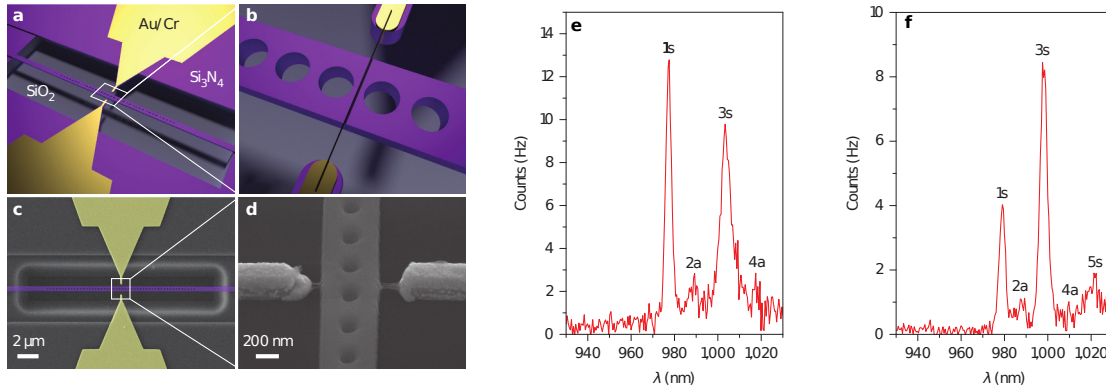 a
Au/Cr
Si₃N₄
SiO₂
b
c
2 µm
d
200 nm
e
14
12
10
8
6
4
2
0
Counts (Hz)
1s
2a
3s
4a
940
960
980
1,000
1,020
λ (nm)
f
10
8
6
4
2
0
Counts (Hz)
1s
2a
3s
4a
5s
940
960
980
1,000
1,020
λ (nm)